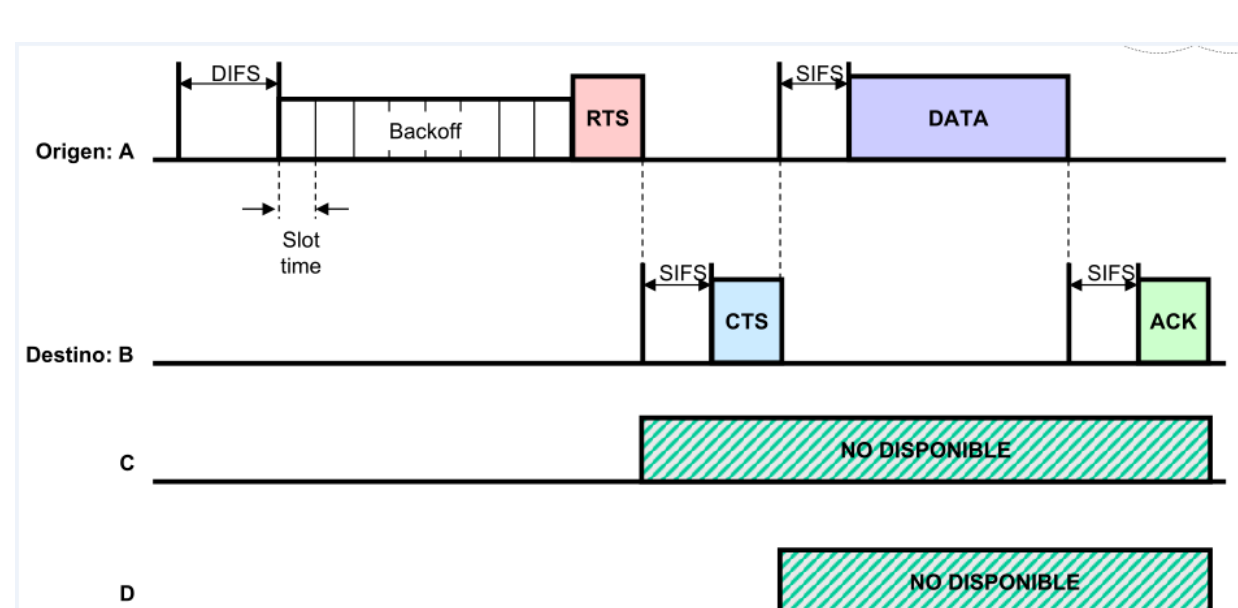 DIFS
SIFS
RTS
DATA
Backoff
Origen: A
Slot
time
SIFS
SIFS
CTS
ACK
Destino: B
NO DISPONIBLE
C
NO DISPONIBLE
D